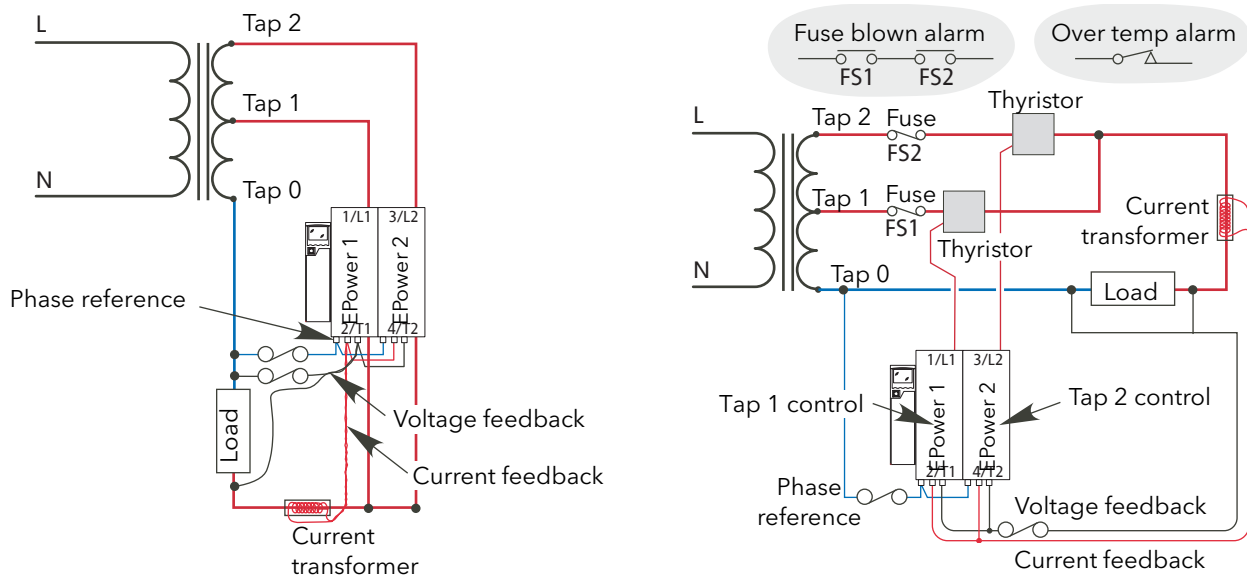 L
Tap 2
Tap 1
N
Tap 0
1/L1
3/L2
EPower 1
EPower 2
Phase reference
2/T1
4/T2
Load
Voltage feedback
Current feedback
Current
transformer
Fuse blown alarm
FS1
FS2
Over temp alarm
L
Tap 2
Fuse
FS2
Thyristor
Tap 1
Fuse
FS1
Thyristor
Current
transformer
N
Tap 0
Load
1/L1
3/L2
EPower 1
EPower 2
Tap 1 control
Tap 2 control
2/T1
4/T2
Phase
reference
Voltage feedback
Current feedback